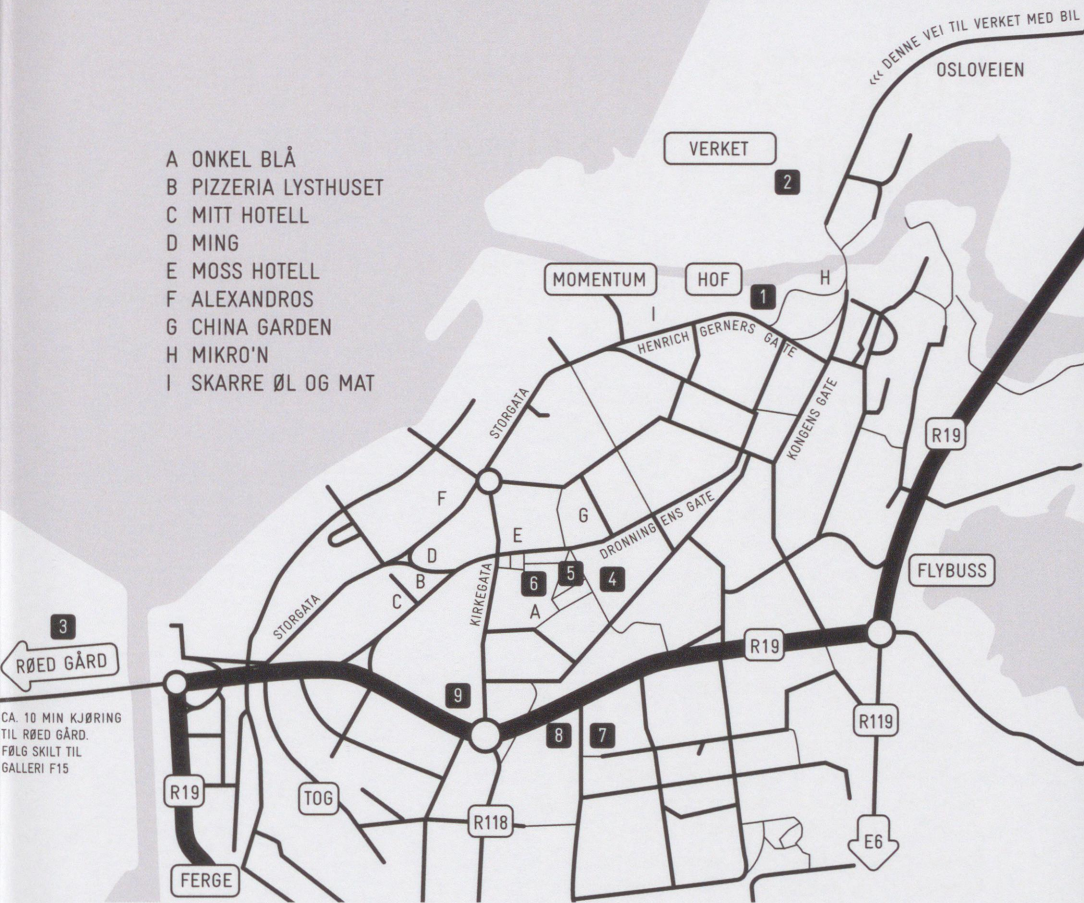 <<< DENNE VEI TIL VERKET MED BIL
OSLOVEIEN
VERKET
2
A ONKEL BLÅ
B PIZZERIA LYSTHUSET
C MITT HOTELL
D MING
E MOSS HOTELL
F ALEXANDROS
G CHINA GARDEN
H MIKRO'N
I SKARRE ØL OG MAT
MOMENTUM
HOF
H
1
I
HENRICH GERNERS GATE
STORGATA
KONGENS GATE
R19
F
G
E
DRONNINGENS GATE
D
B
C
6
5
4
A
KIRKEGATA
FLYBUSS
STORGATA
3
RØED GÅRD
R19
CA. 10 MIN KJØRING
TIL RØED GÅRD.
FØLG SKILT TIL
GALLERI F15
9
8
7
R119
R19
TOG
R118
E6
FERGE